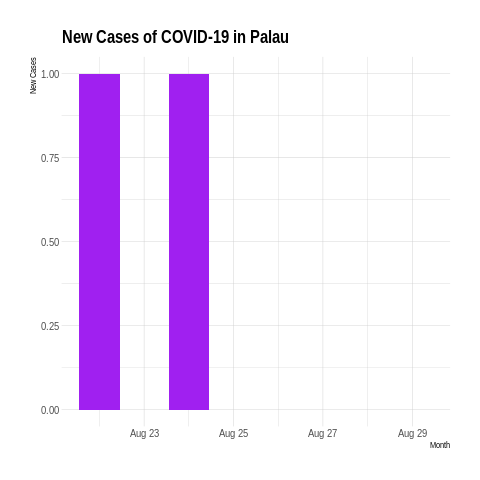 New Cases of COVID-19 in Palau
New Cases
1.00
0.75
0.50
0.25
0.00
Aug 23 Aug 25 Aug 27 Aug 29
Month